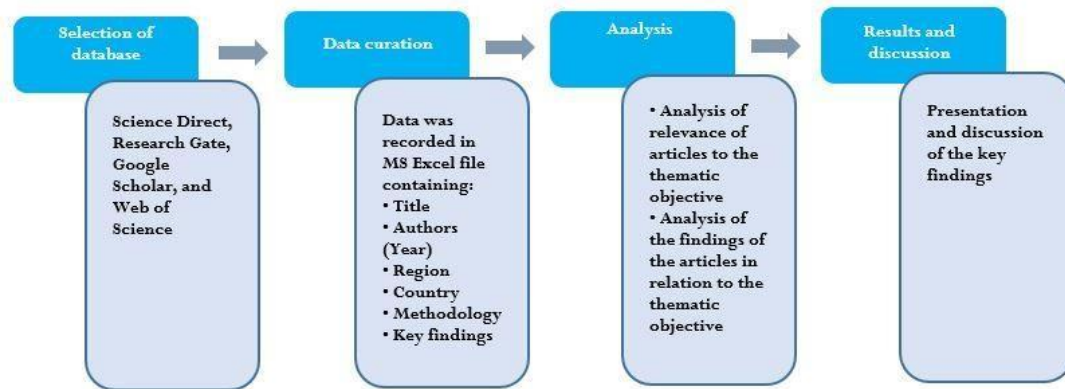 Selection of
database
Science Direct,
Research Gate,
Google
Scholar, and
Web of
Science
Data curation
Data was
recorded in
MS Excel file
containing:
• Title
• Authors
(Year)
• Region
• Country
• Methodology
• Key findings
Analysis
• Analysis of
relevance of
articles to the
thematic
objective
• Analysis of
the findings of
the articles in
relation to the
thematic
objective
Results and
discussion
Presentation
and discussion
of the key
findings